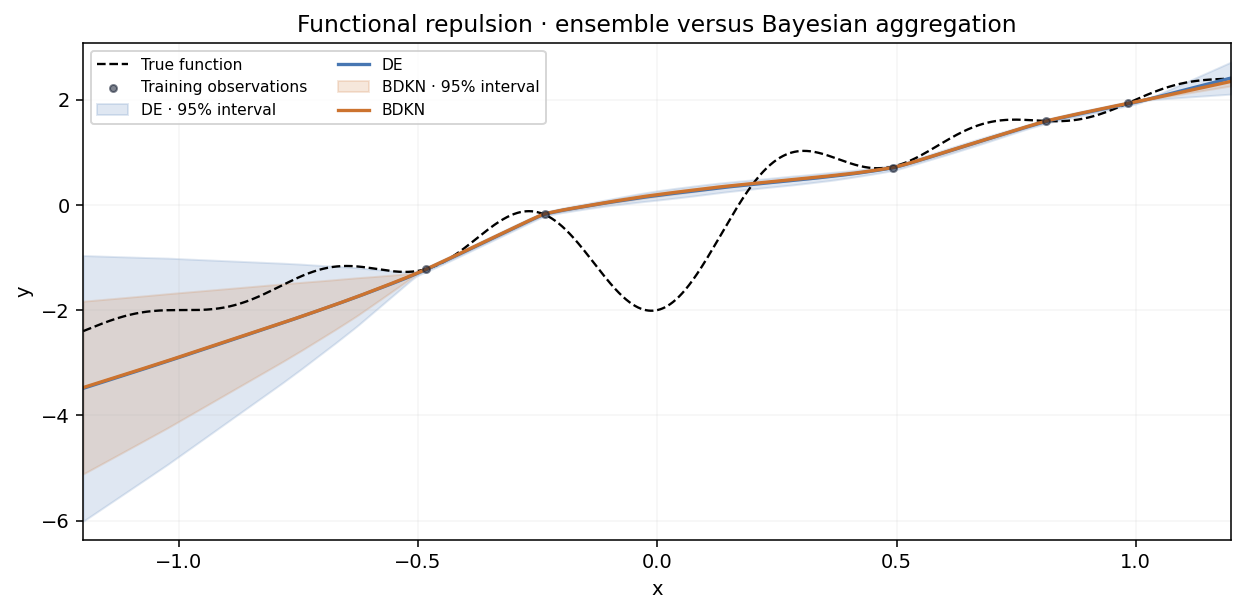 Functional repulsion · ensemble versus Bayesian aggregation
True function
Training observations
DE · 95% interval
DE
BDKN · 95% interval
BDKN
y
2
0
−2
−4
−6
−1.0
−0.5
0.0
0.5
1.0
x